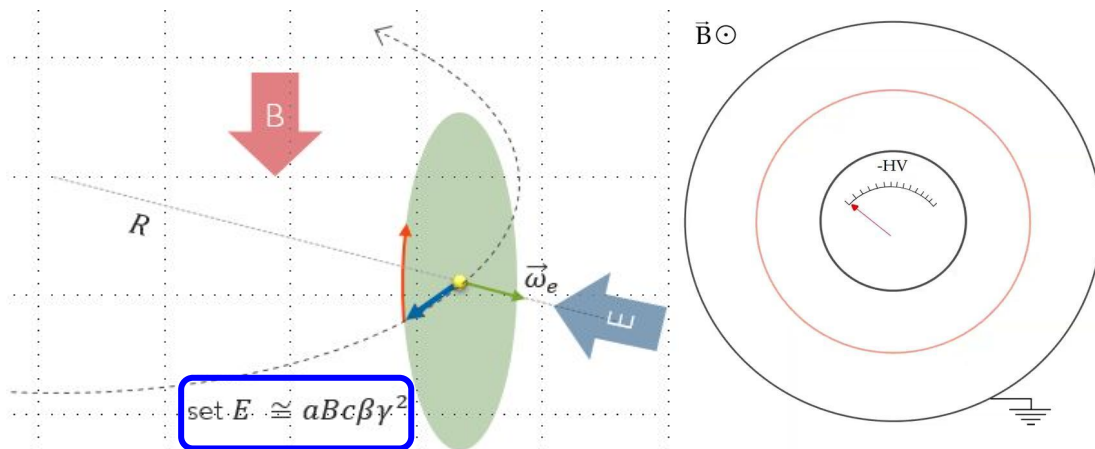 B
R
ω⃗ₑ
E
set E ≅ aBcβγ²
B⃗⊙
-HV